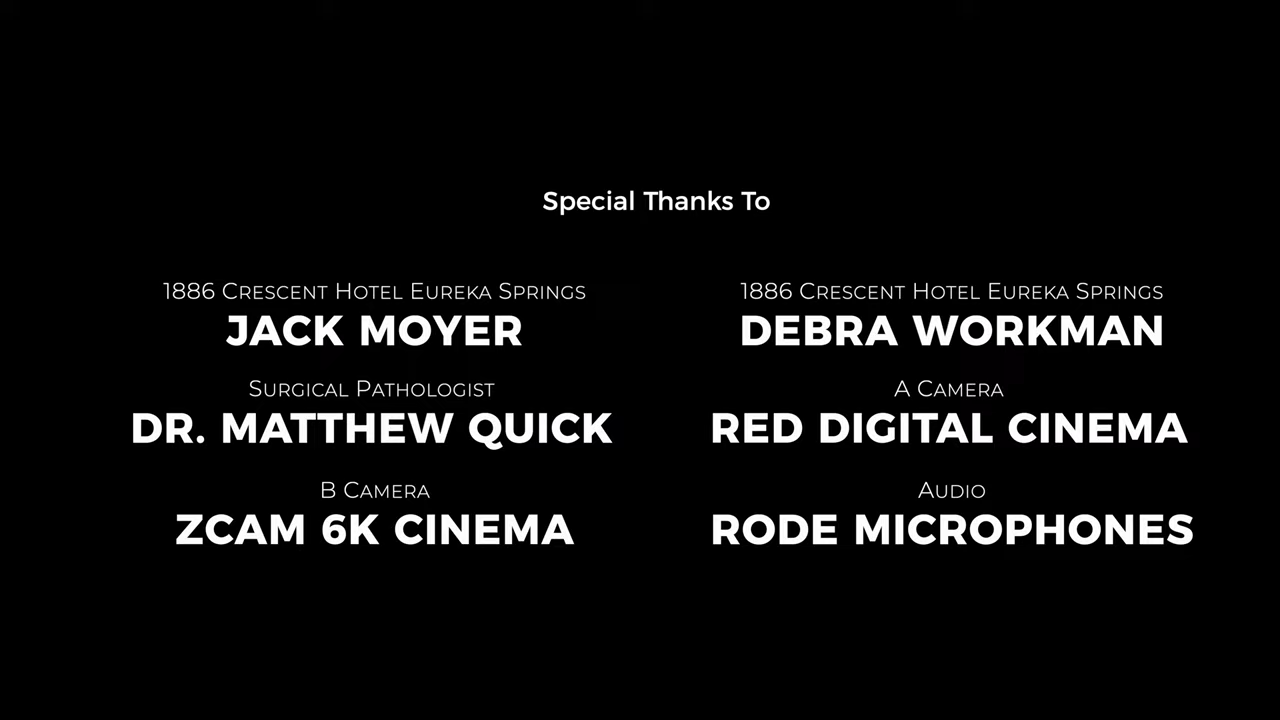 Special Thanks To
1886 Crescent Hotel Eureka Springs
JACK MOYER
1886 Crescent Hotel Eureka Springs
DEBRA WORKMAN
Surgical Pathologist
DR. MATTHEW QUICK
A Camera
RED DIGITAL CINEMA
B Camera
ZCAM 6K CINEMA
Audio
RODE MICROPHONES